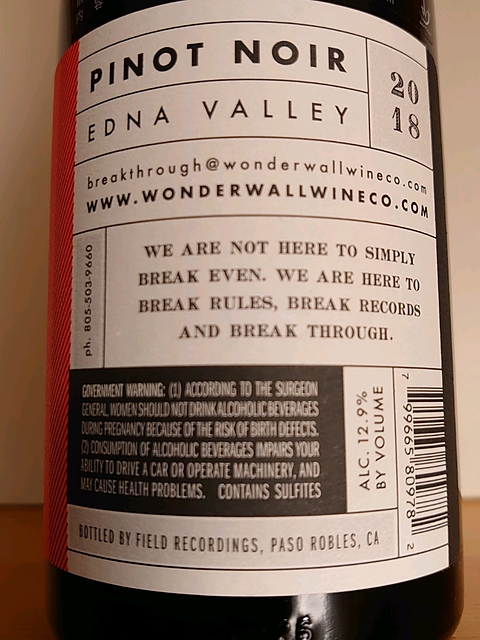 PINOT NOIR
20
18
EDNA VALLEY
breakthrough@wonderwallwineco.com
WWW.WONDERWALLWINECO.COM
ph. 805-503-9660
WE ARE NOT HERE TO SIMPLY
BREAK EVEN. WE ARE HERE TO
BREAK RULES, BREAK RECORDS
AND BREAK THROUGH.
GOVERNMENT WARNING: (1) ACCORDING TO THE SURGEON
GENERAL, WOMEN SHOULD NOT DRINK ALCOHOLIC BEVERAGES
DURING PREGNANCY BECAUSE OF THE RISK OF BIRTH DEFECTS.
(2) CONSUMPTION OF ALCOHOLIC BEVERAGES IMPAIRS YOUR
ABILITY TO DRIVE A CAR OR OPERATE MACHINERY, AND
MAY CAUSE HEALTH PROBLEMS. CONTAINS SULFITES
ALC. 12.9%
BY VOLUME
7 99665 80978 2
BOTTLED BY FIELD RECORDINGS, PASO ROBLES, CA